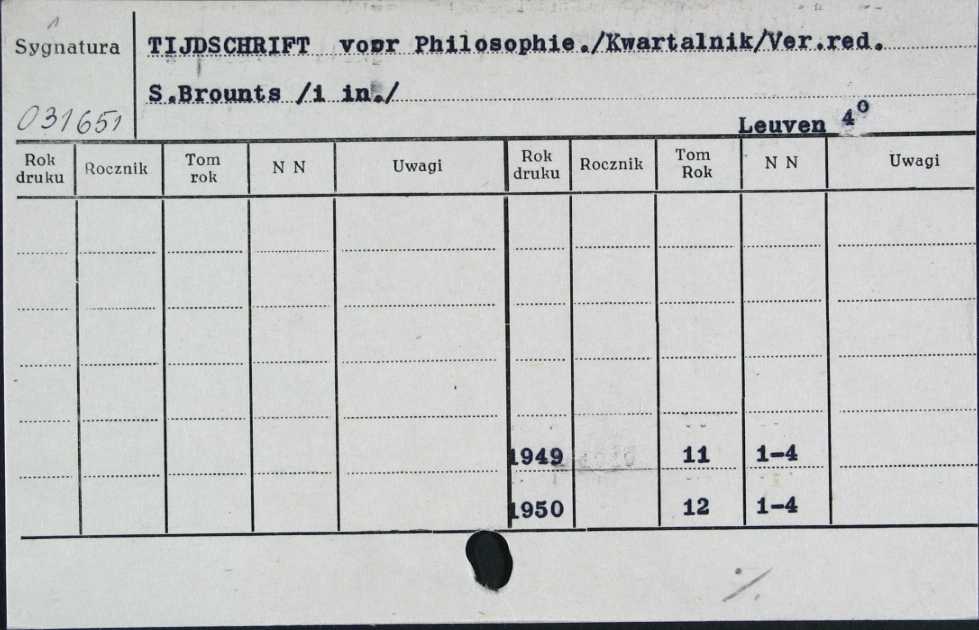 Sygnatura TIJDSCHRIFT voor Philosophie./Kwartalnik/Ver.red.
S.Brounts /i in./
031651 Leuven 4o
Rok druku Rocznik Tom rok N N Uwagi Rok druku Rocznik Tom Rok N N Uwagi
1949 11 1-4
1950 12 1-4